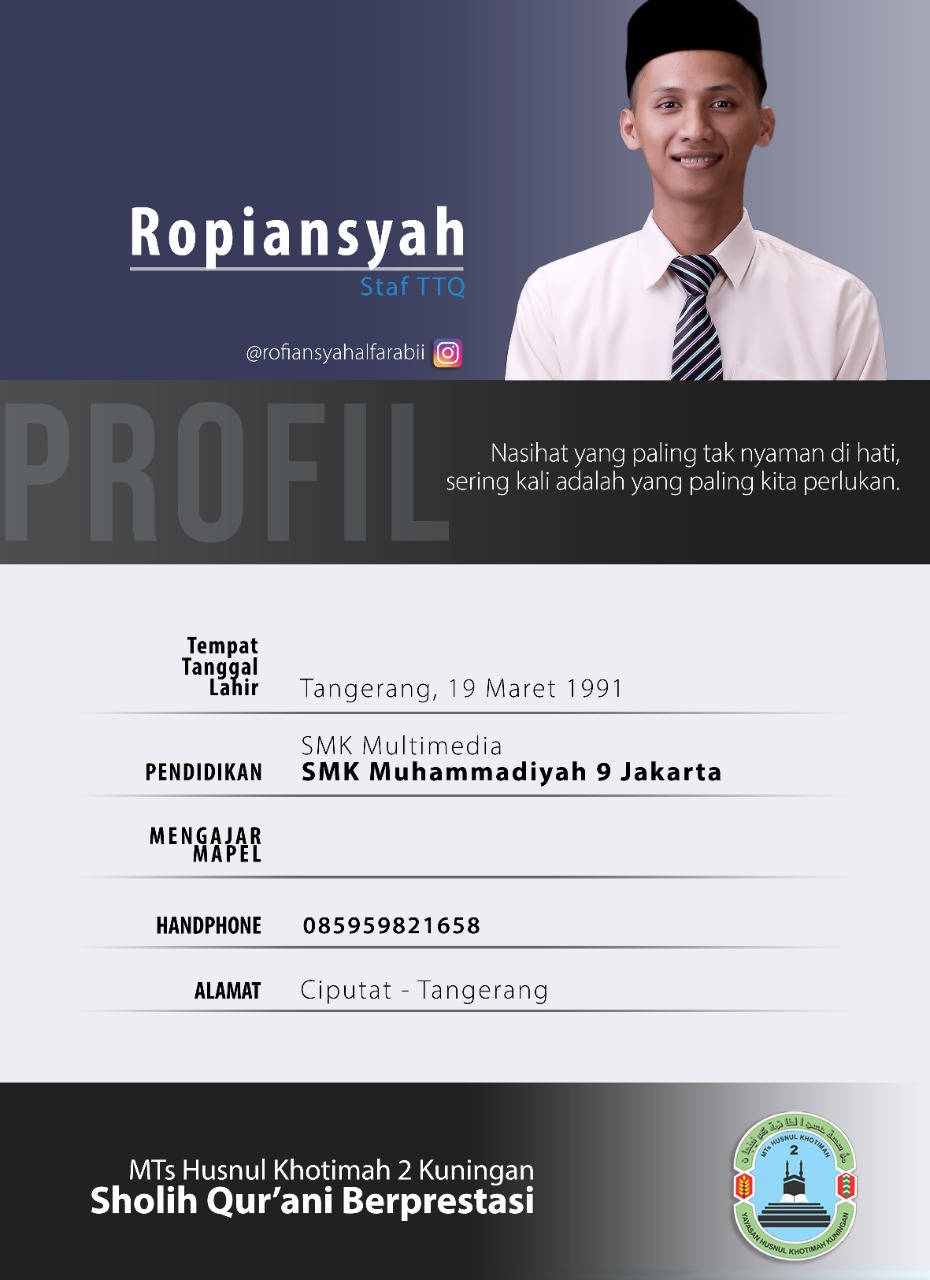 Ropiansyah
Staf TTQ
@rofiansyahalfarabii
PROFIL
Nasihat yang paling tak nyaman di hati,
sering kali adalah yang paling kita perlukan.
Tempat
Tanggal
Lahir
Tangerang, 19 Maret 1991
SMK Multimedia
PENDIDIKAN
SMK Muhammadiyah 9 Jakarta
MENGAJAR
MAPEL
HANDPHONE
085959821658
ALAMAT
Ciputat - Tangerang
MTs Husnul Khotimah 2 Kuningan
Sholih Qur’ani Berprestasi
MTs HUSNUL KHOTIMAH
2
YAYASAN HUSNUL KHOTIMAH KUNINGAN